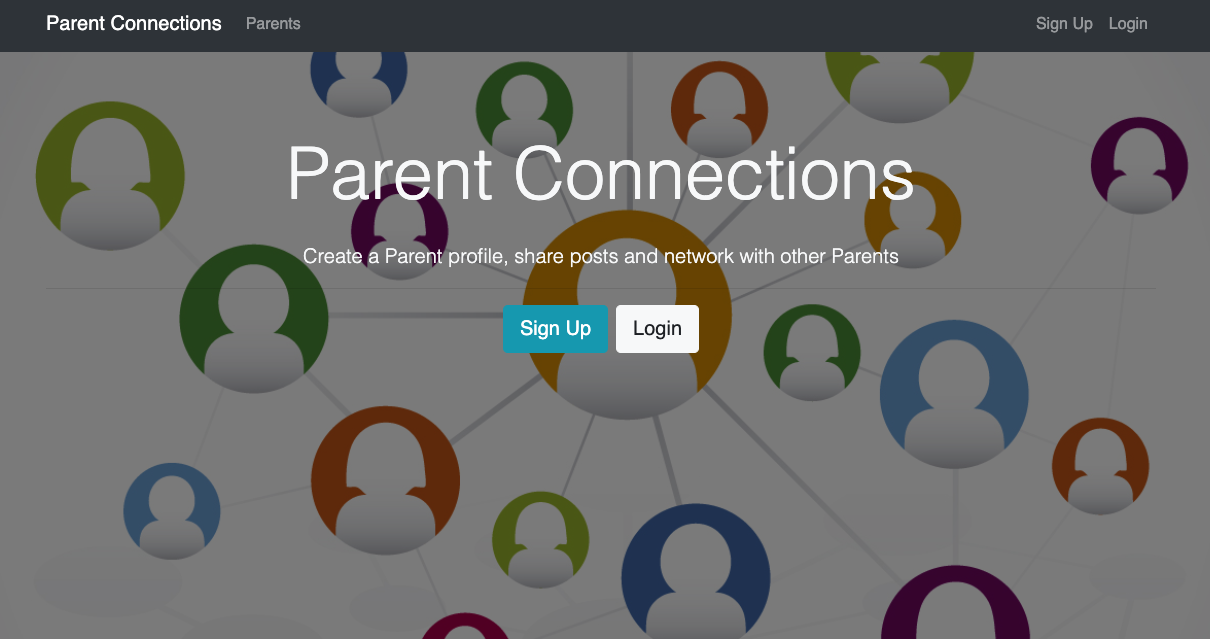 Parent Connections Parents Sign Up Login
Parent Connections
Create a Parent profile, share posts and network with other Parents
Sign Up Login